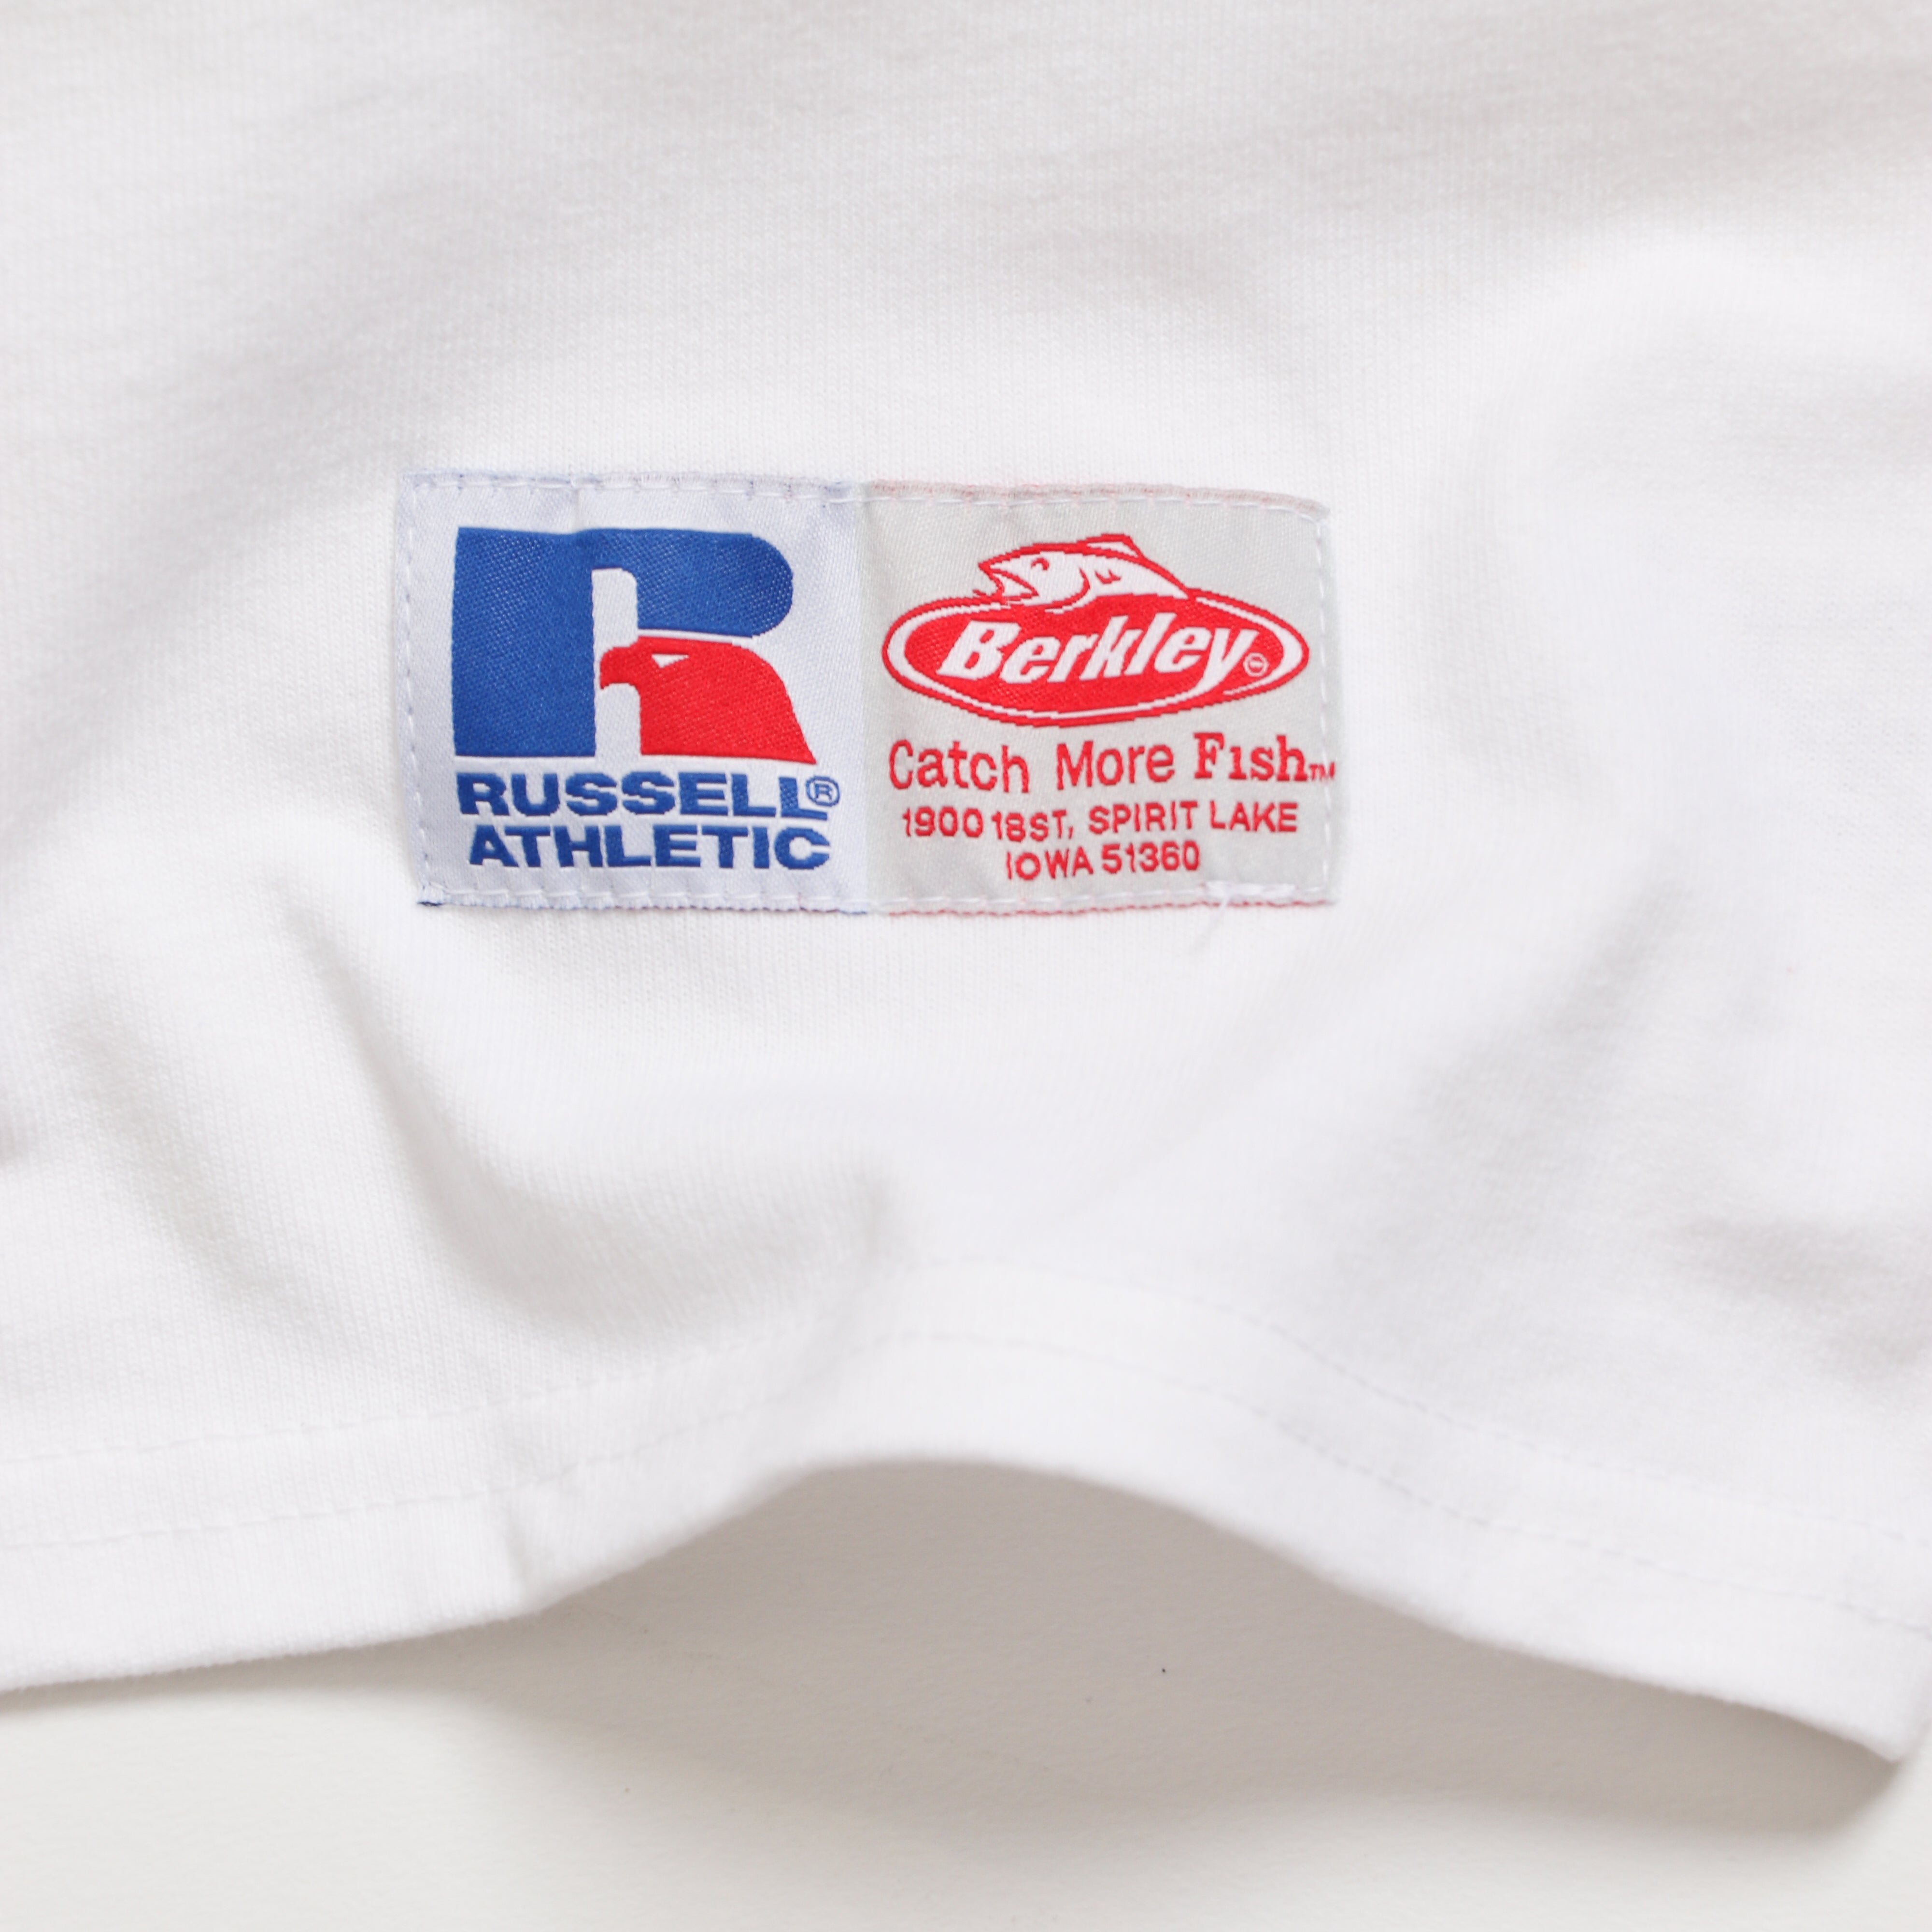 RUSSELL®
ATHLETIC
Berkley®
Catch More Fish™
1900 18ST, SPIRIT LAKE
IOWA 51360